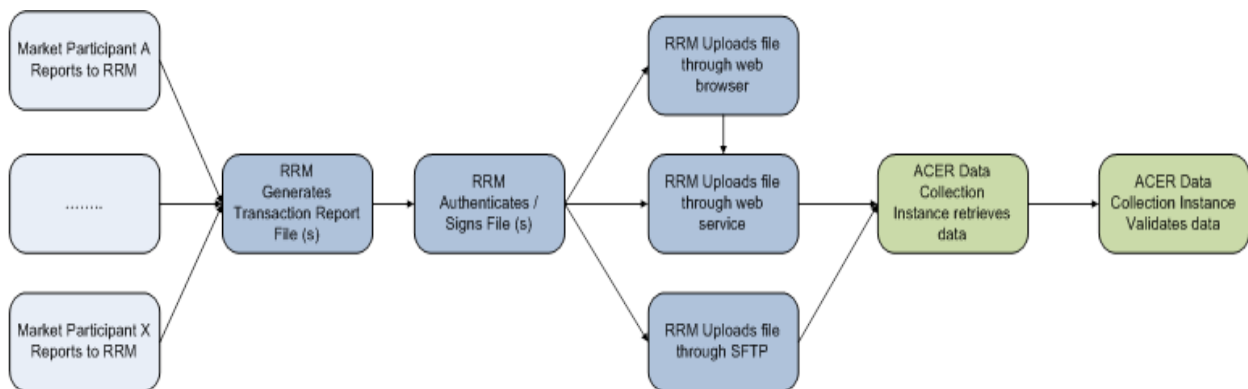 Market Participant A
Reports to RRM
........
Market Participant X
Reports to RRM
RRM
Generates
Transaction Report
File (s)
RRM
Authenticates /
Signs File (s)
RRM Uploads file
through web
browser
RRM Uploads file
through web
service
RRM Uploads file
through SFTP
ACER Data
Collection
Instance retrieves
data
ACER Data
Collection Instance
Validates data